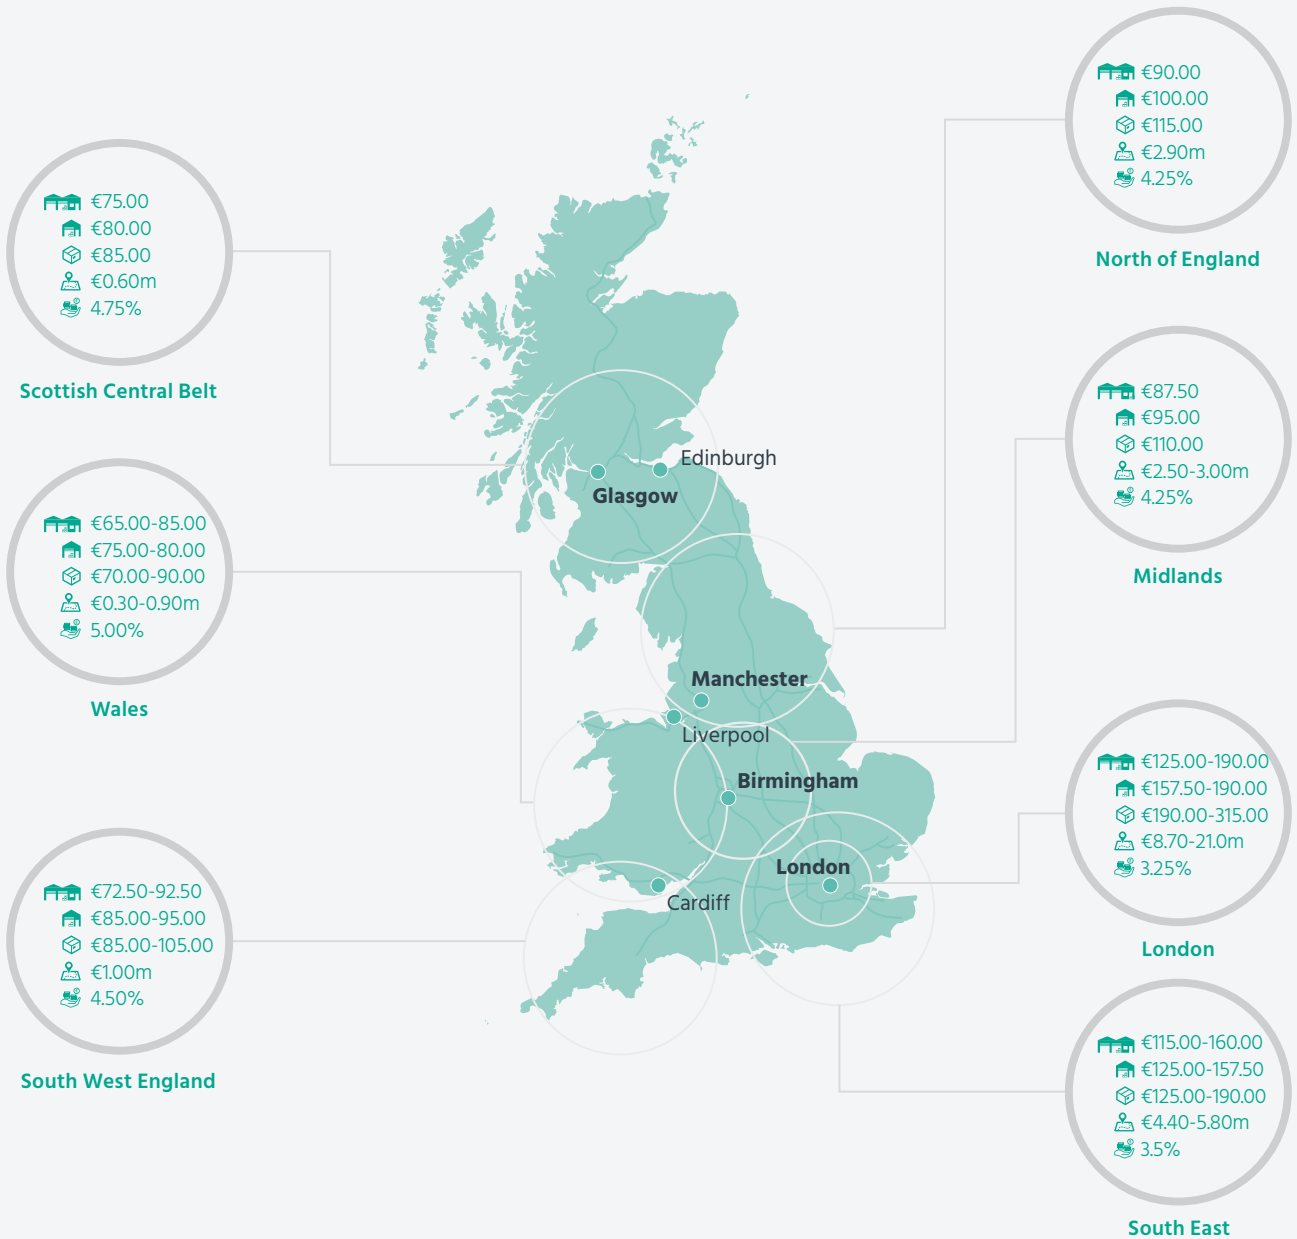 €75.00
€80.00
€85.00
€0.60m
4.75%
Scottish Central Belt
€65.00-85.00
€75.00-80.00
€70.00-90.00
€0.30-0.90m
5.00%
Wales
€72.50-92.50
€85.00-95.00
€85.00-105.00
€1.00m
4.50%
South West England
Edinburgh
Glasgow
Manchester
Liverpool
Birmingham
London
Cardiff
€90.00
€100.00
€115.00
€2.90m
4.25%
North of England
€87.50
€95.00
€110.00
€2.50-3.00m
4.25%
Midlands
€125.00-190.00
€157.50-190.00
€190.00-315.00
€8.70-21.0m
3.25%
London
€115.00-160.00
€125.00-157.50
€125.00-190.00
€4.40-5.80m
3.5%
South East